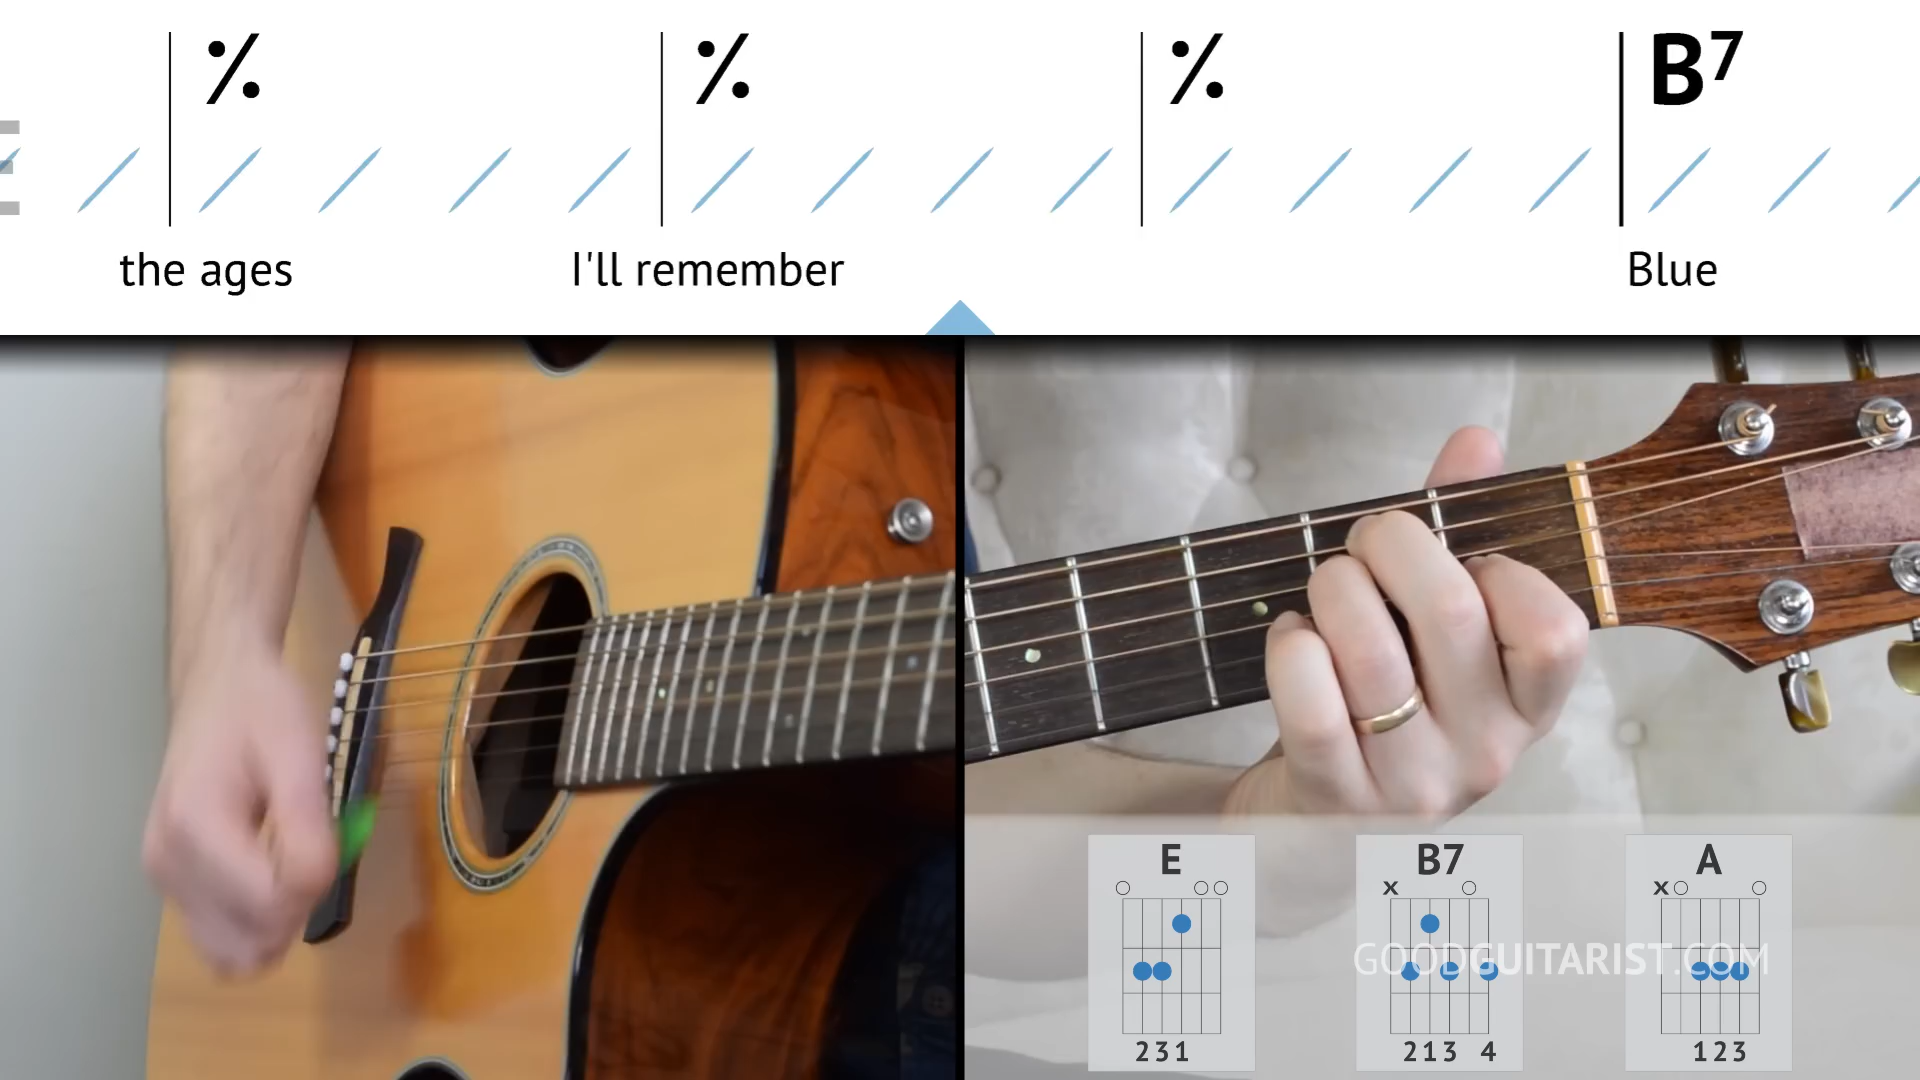 E
% % % B7
the ages I'll remember Blue
E B7 A
x x
GOODGUITARIST.COM
231 213 4 123